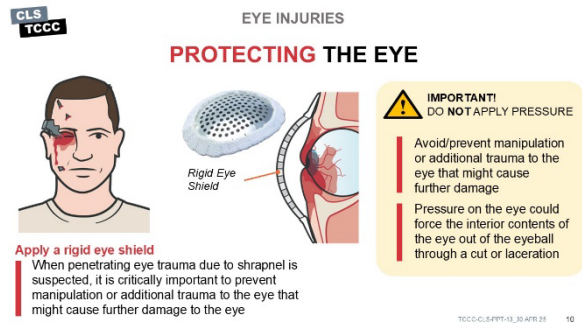 CLS
TCCC
EYE INJURIES
PROTECTING THE EYE
Rigid Eye
Shield
Apply a rigid eye shield
When penetrating eye trauma due to shrapnel is
suspected, it is critically important to prevent
manipulation or additional trauma to the eye that
might cause further damage to the eye
IMPORTANT!
DO NOT APPLY PRESSURE
Avoid/prevent manipulation
or additional trauma to the
eye that might cause
further damage
Pressure on the eye could
force the interior contents of
the eye out of the eyeball
through a cut or laceration
TCCC-CLS-PPT-13_30 APR 25
10